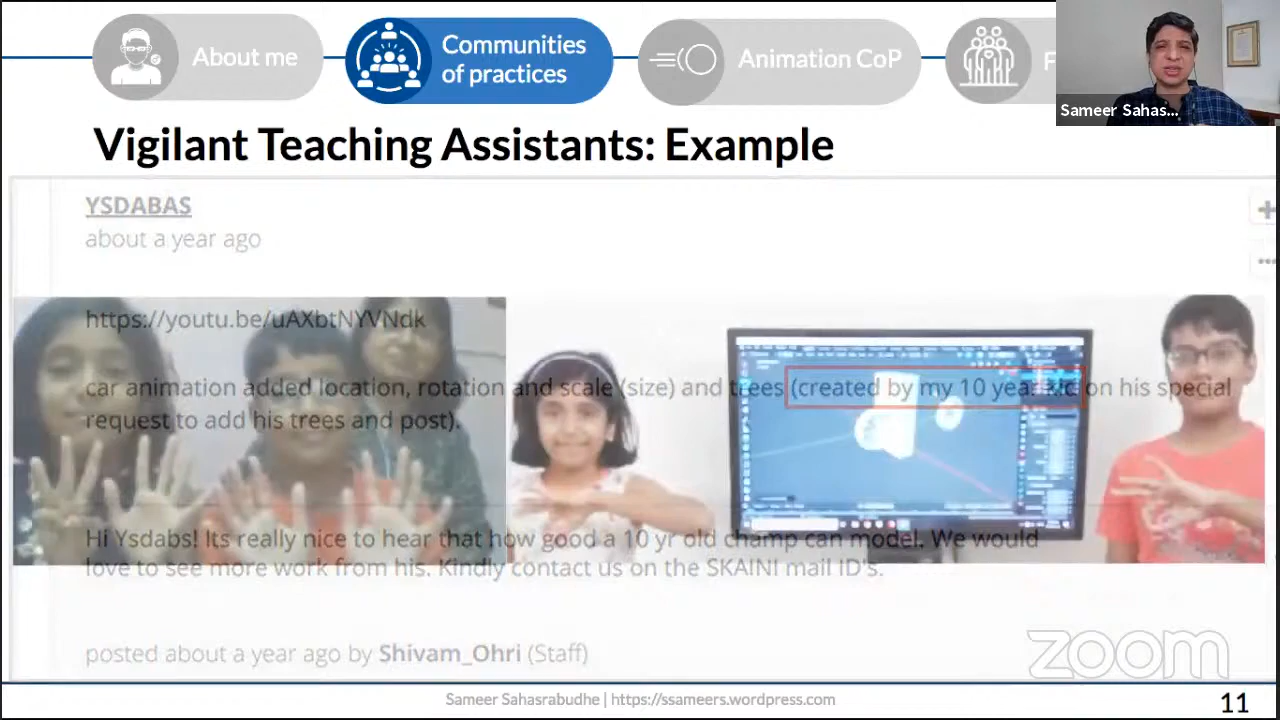 About me
Communities
of practices
Animation CoP
F
Sameer Sahas...
Vigilant Teaching Assistants: Example
YSDABAS
about a year ago
https://youtu.be/uAXbtNYVNdk
car animation added location, rotation and scale (size) and trees (created by my 10 year kid on his special
request to add his trees and post).
Hi Ysdabs! Its really nice to hear that how good a 10 yr old champ can model. We would
love to see more work from his. Kindly contact us on the SKAINI mail ID's.
posted about a year ago by Shivam_Ohri (Staff)
zoom
Sameer Sahasrabudhe | https://ssameers.wordpress.com
11